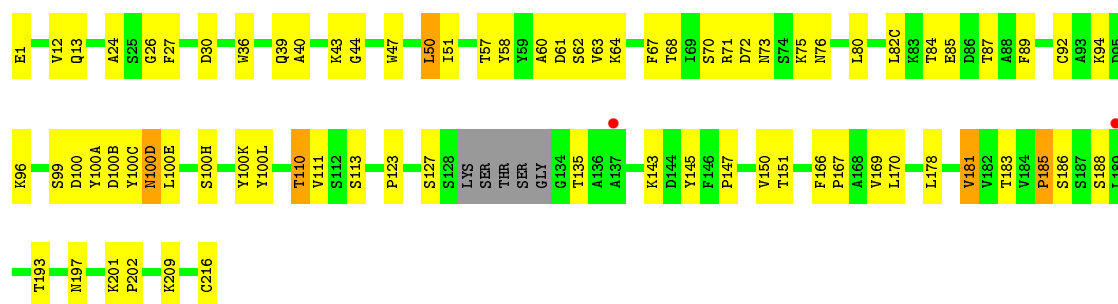 E1 V12 Q13 A24 S25 G26 F27 D30 W36 Q39 A40 K43 G44 W47 L50 I51 T57 Y58 Y59 A60 D61 S62 V63 K64 F67 T68 I69 S70 R71 D72 N73 S74 K75 N76 L80 L82C K83 T84 E85 D86 T87 A88 F89 C92 A93 K94 D95
K96 S99 D100 Y100A D100B Y100C N100D L100E S100H Y100K Y100L T110 V111 S112 S113 P123 S127 S128 LYS SER THR SER GLY G134 T135 A136 A137 K143 D144 Y145 F146 P147 V150 T151 F166 P167 A168 V169 L170 L178 V181 V182 T183 V184 P185 S186 S187 S188 L189
T193 N197 K201 P202 K209 C216